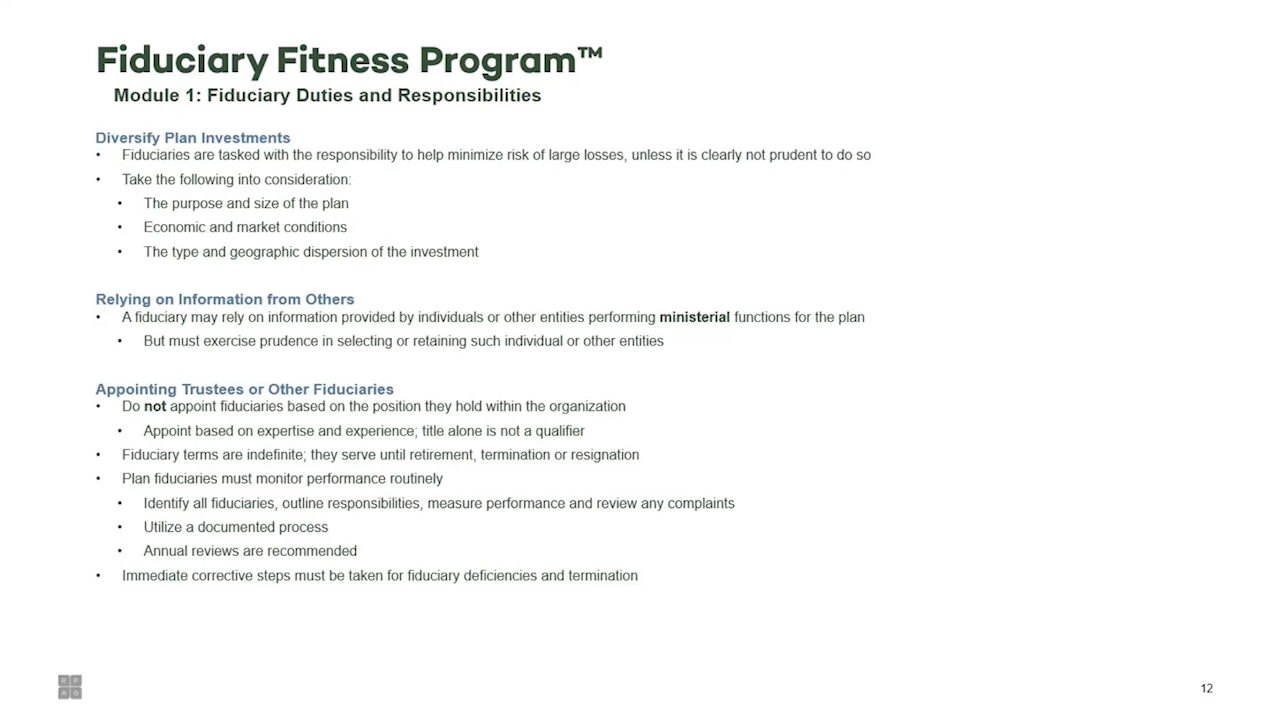 Fiduciary Fitness Program™
Module 1: Fiduciary Duties and Responsibilities
Diversify Plan Investments
• Fiduciaries are tasked with the responsibility to help minimize risk of large losses, unless it is clearly not prudent to do so
• Take the following into consideration:
• The purpose and size of the plan
• Economic and market conditions
• The type and geographic dispersion of the investment
Relying on Information from Others
• A fiduciary may rely on information provided by individuals or other entities performing ministerial functions for the plan
• But must exercise prudence in selecting or retaining such individual or other entities
Appointing Trustees or Other Fiduciaries
• Do not appoint fiduciaries based on the position they hold within the organization
• Appoint based on expertise and experience; title alone is not a qualifier
• Fiduciary terms are indefinite; they serve until retirement, termination or resignation
• Plan fiduciaries must monitor performance routinely
• Identify all fiduciaries, outline responsibilities, measure performance and review any complaints
• Utilize a documented process
• Annual reviews are recommended
• Immediate corrective steps must be taken for fiduciary deficiencies and termination
R P
A G
12